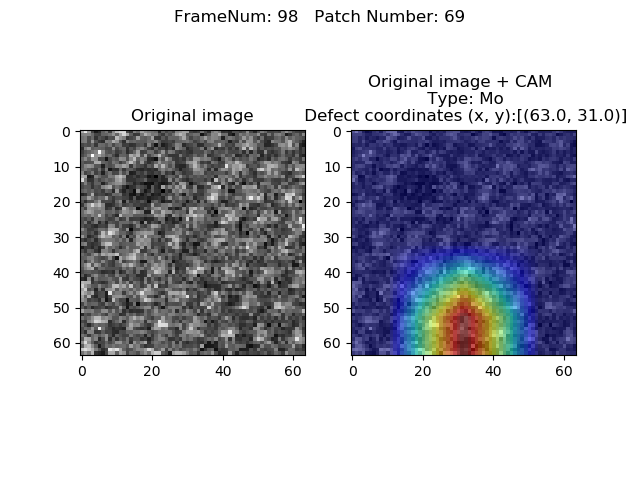 FrameNum: 98   Patch Number: 69
Original image
Original image + CAM
Type: Mo
Defect coordinates (x, y):[(63.0, 31.0)]
0
10
20
30
40
50
60
0 20 40 60
0
10
20
30
40
50
60
0 20 40 60